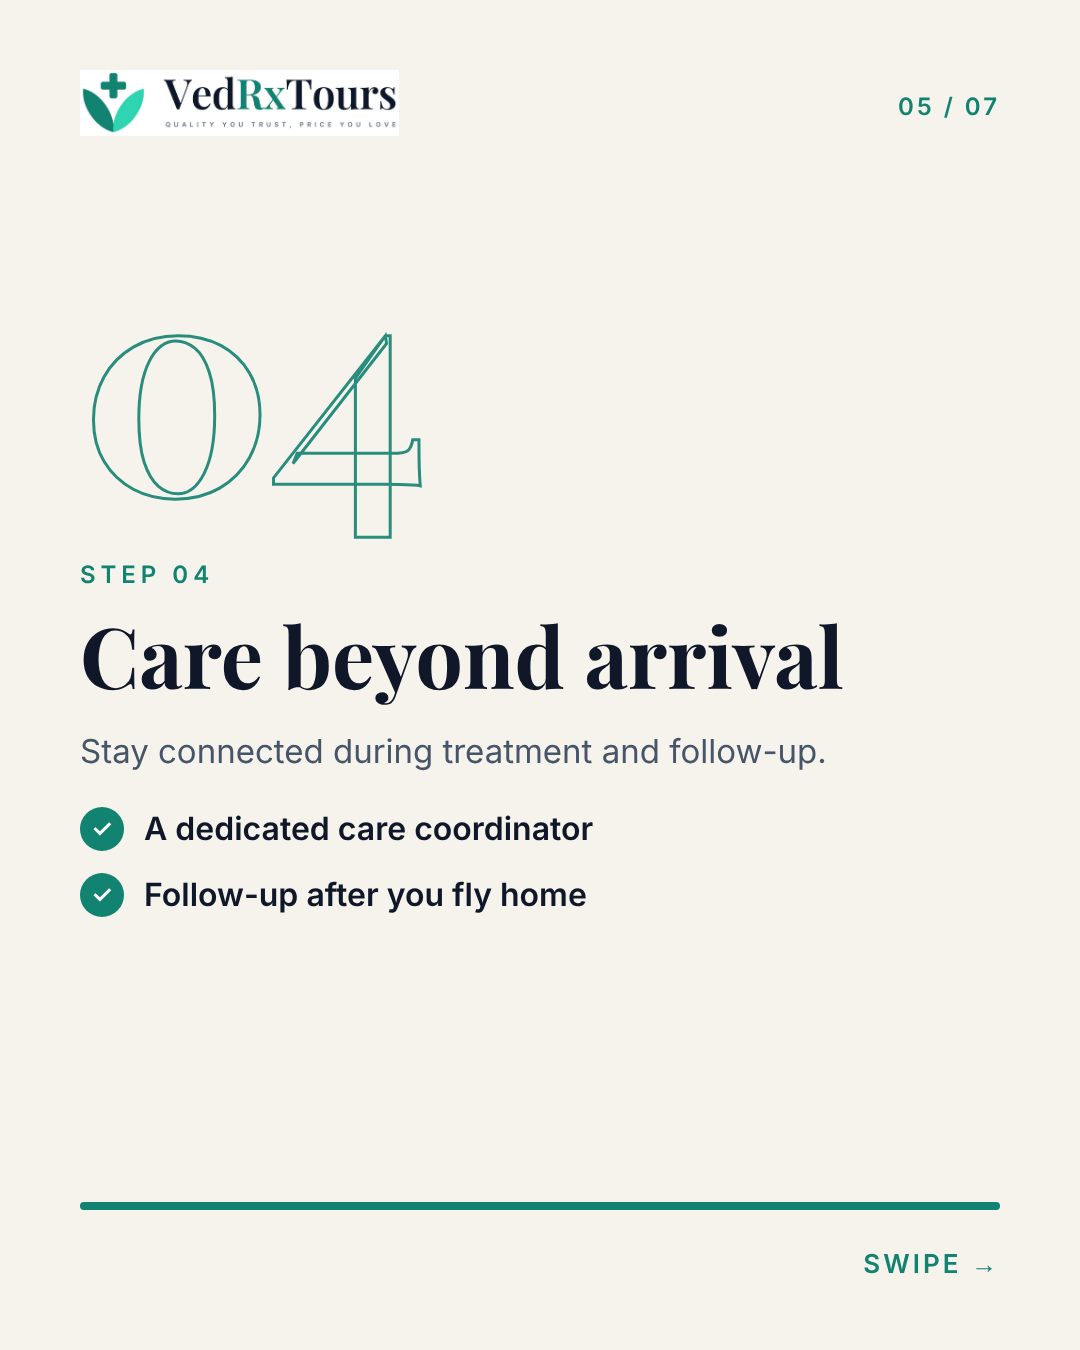 VedRxTours
QUALITY YOU TRUST, PRICE YOU LOVE
05 / 07
04
STEP 04
Care beyond arrival
Stay connected during treatment and follow-up.
A dedicated care coordinator
Follow-up after you fly home
SWIPE →